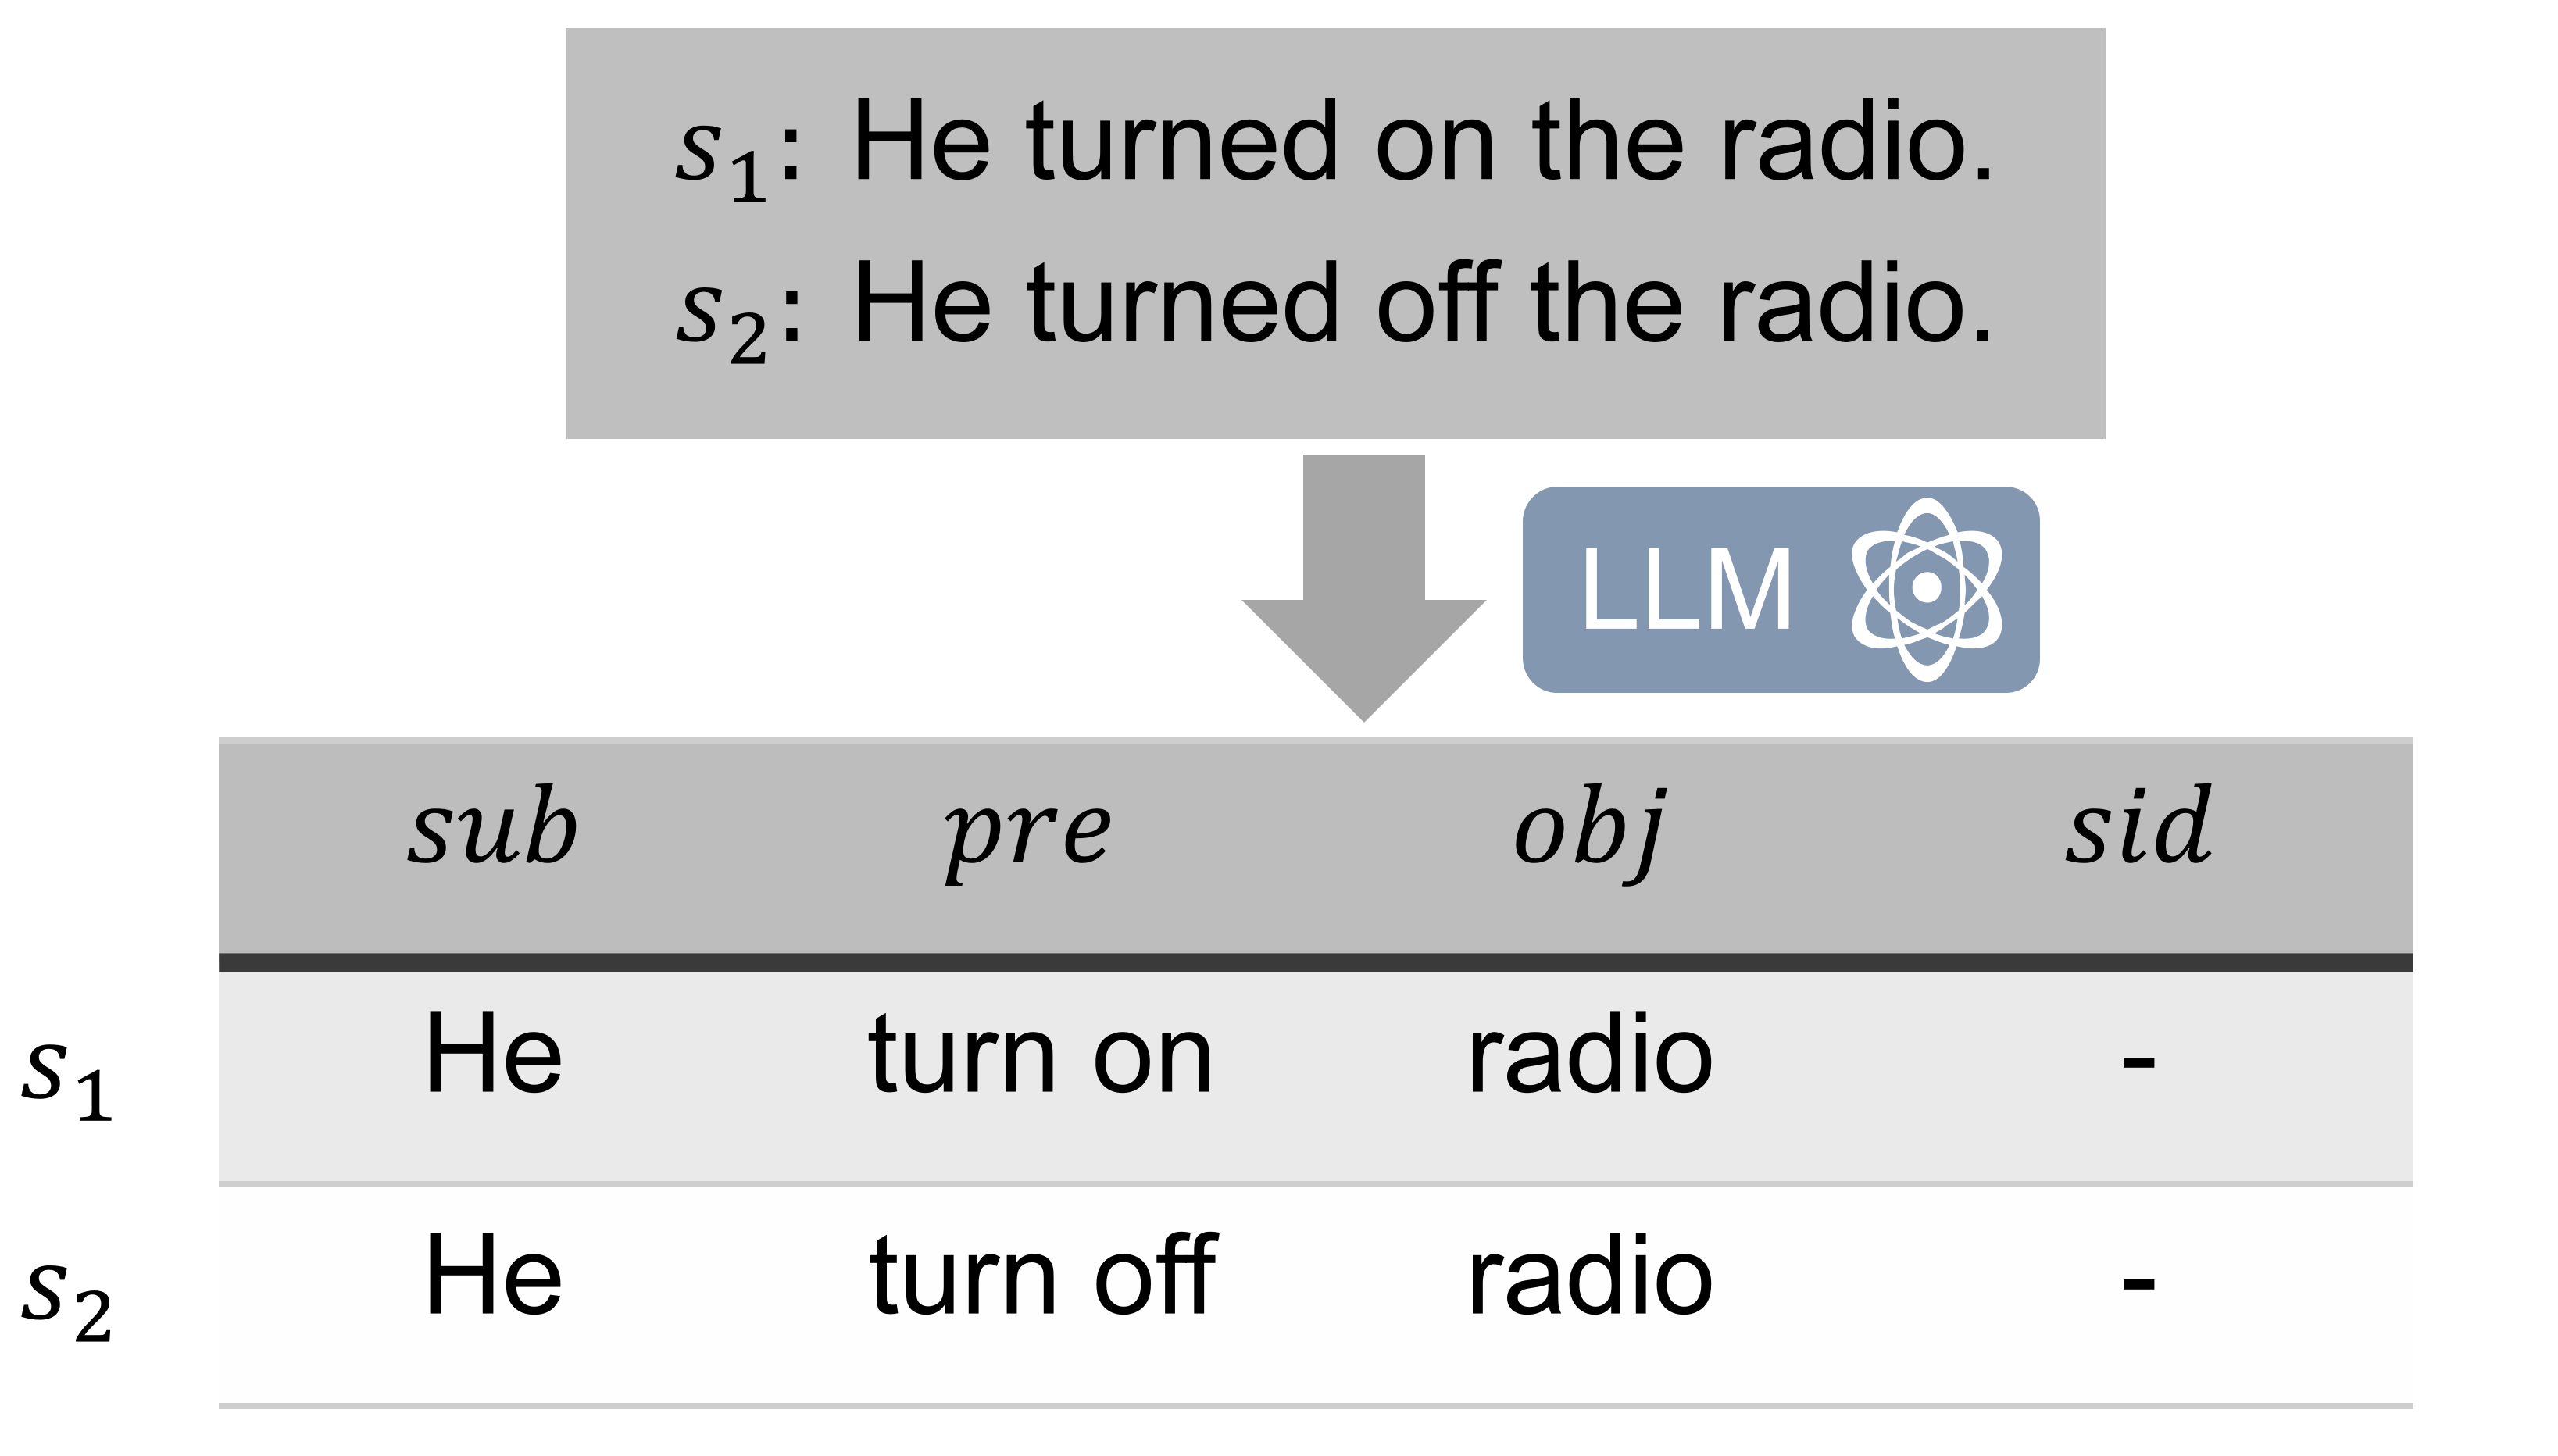 s₁: He turned on the radio.
s₂: He turned off the radio.
LLM
sub pre obj sid
s₁ He turn on radio -
s₂ He turn off radio -